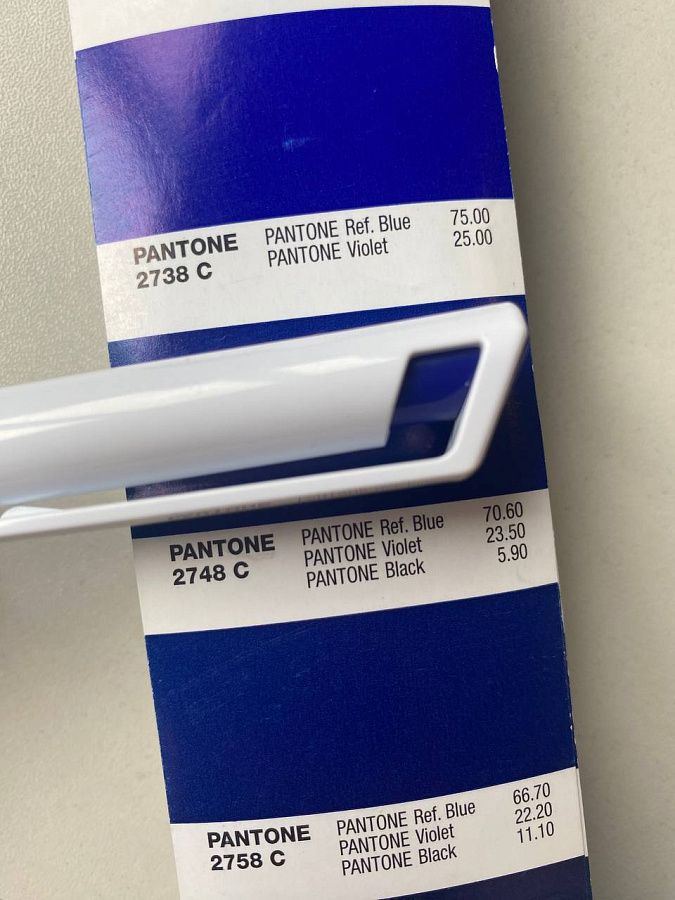 PANTONE
2738 C
PANTONE Ref. Blue 75.00
PANTONE Violet 25.00
PANTONE
2748 C
PANTONE Ref. Blue 70.60
PANTONE Violet 23.50
PANTONE Black 5.90
PANTONE
2758 C
PANTONE Ref. Blue 66.70
PANTONE Violet 22.20
PANTONE Black 11.10